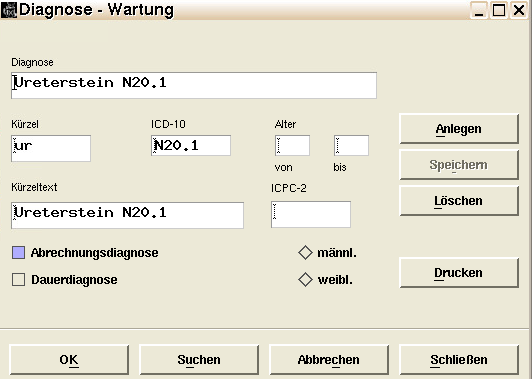 Diagnose - Wartung
Diagnose
Ureterstein N20.1
Kürzel ICD-10 Alter
ur N20.1
von bis
Anlegen
Speichern
Löschen
Kürzeltext ICPC-2
Ureterstein N20.1
Abrechnungsdiagnose männl.
Dauerdiagnose weibl.
Drucken
OK Suchen Abbrechen Schließen